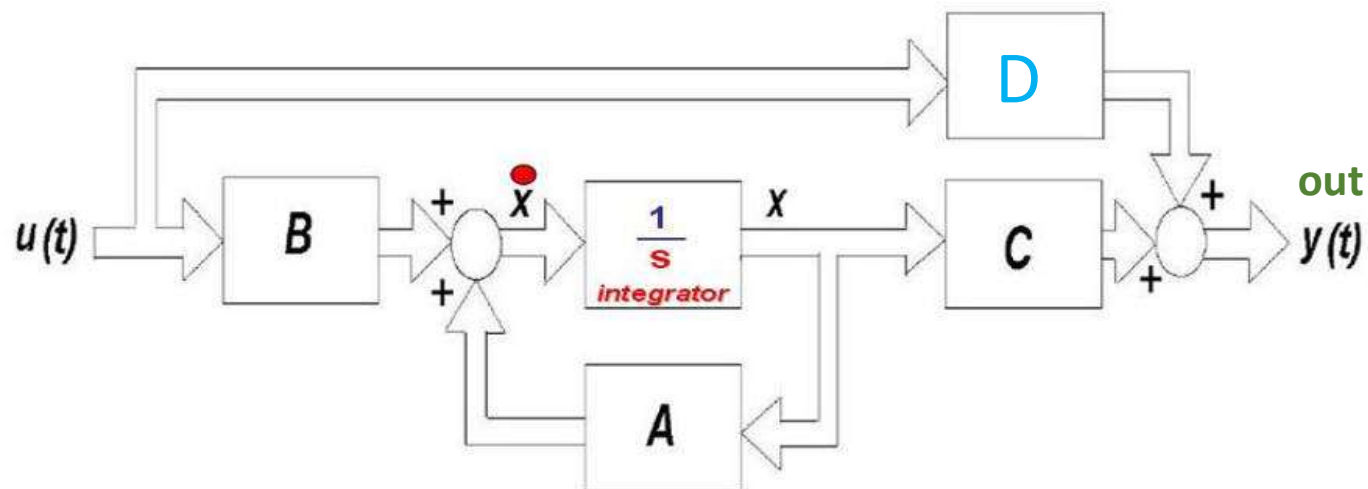 D
+
out
u(t)
B
+
ẋ
1
s
integrator
x
C
+
y(t)
+
A